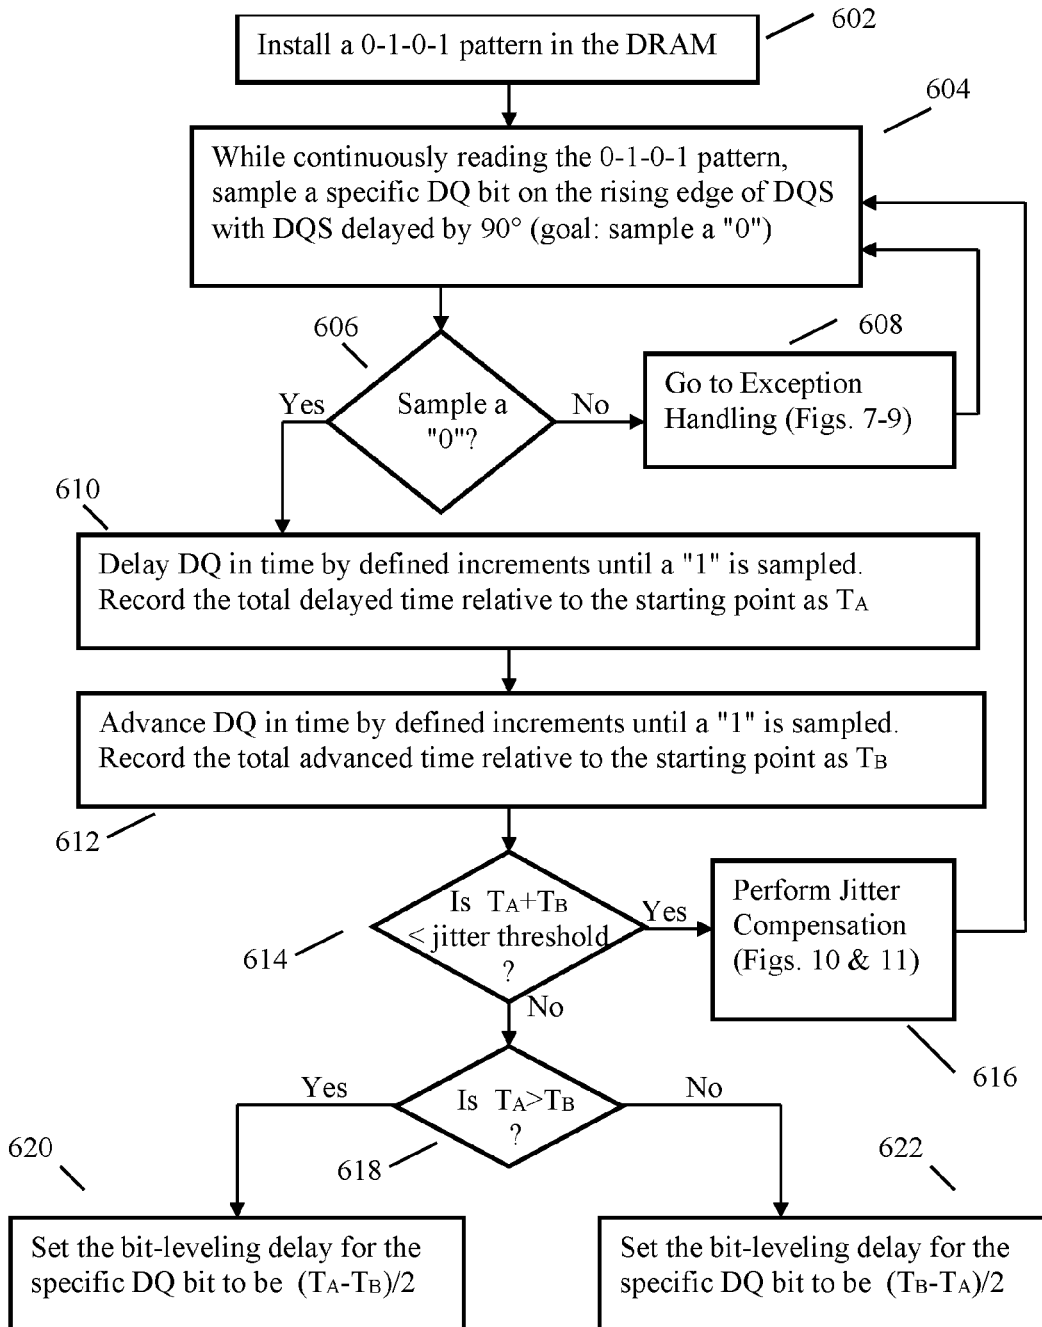 602
Install a 0-1-0-1 pattern in the DRAM
604
While continuously reading the 0-1-0-1 pattern,
sample a specific DQ bit on the rising edge of DQS
with DQS delayed by 90° (goal: sample a "0")
606
608
Yes
Sample a
"0"?
No
Go to Exception
Handling (Figs. 7-9)
610
Delay DQ in time by defined increments until a "1" is sampled.
Record the total delayed time relative to the starting point as TA
Advance DQ in time by defined increments until a "1" is sampled.
Record the total advanced time relative to the starting point as TB
612
Is TA+TB
< jitter threshold
?
Yes
Perform Jitter
Compensation
(Figs. 10 & 11)
614
No
616
Yes
Is TA>TB
?
No
618
620
622
Set the bit-leveling delay for the
specific DQ bit to be (TA-TB)/2
Set the bit-leveling delay for the
specific DQ bit to be (TB-TA)/2